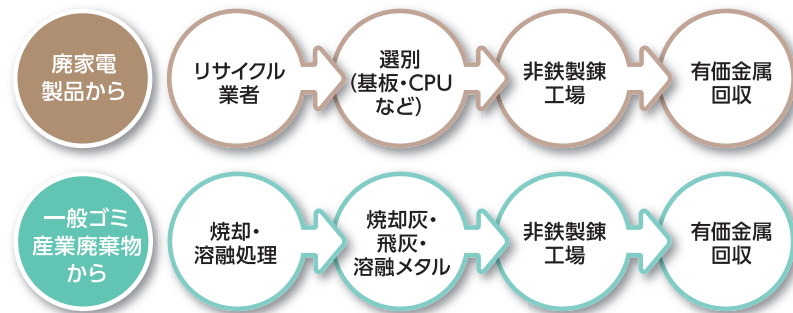 廃家電
製品から
リサイクル
業者
選別
(基板・CPU
など)
非鉄製錬
工場
有価金属
回収
一般ゴミ
産業廃棄物
から
焼却・
溶融処理
焼却灰・
飛灰・
溶融メタル
非鉄製錬
工場
有価金属
回収